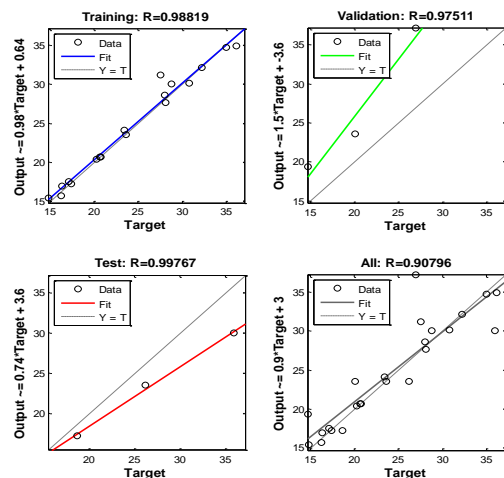 Training: R=0.98819
Output ~= 0.98*Target + 0.64
35
30
25
20
15
Data
Fit
Y = T
15 20 25 30 35
Target
Validation: R=0.97511
Output ~= 1.5*Target + -3.6
35
30
25
20
15
Data
Fit
Y = T
15 20 25 30 35
Target
Test: R=0.99767
Output ~= 0.74*Target + 3.6
35
30
25
20
Data
Fit
Y = T
20 25 30 35
Target
All: R=0.90796
Output ~= 0.9*Target + 3
35
30
25
20
15
Data
Fit
Y = T
15 20 25 30 35
Target